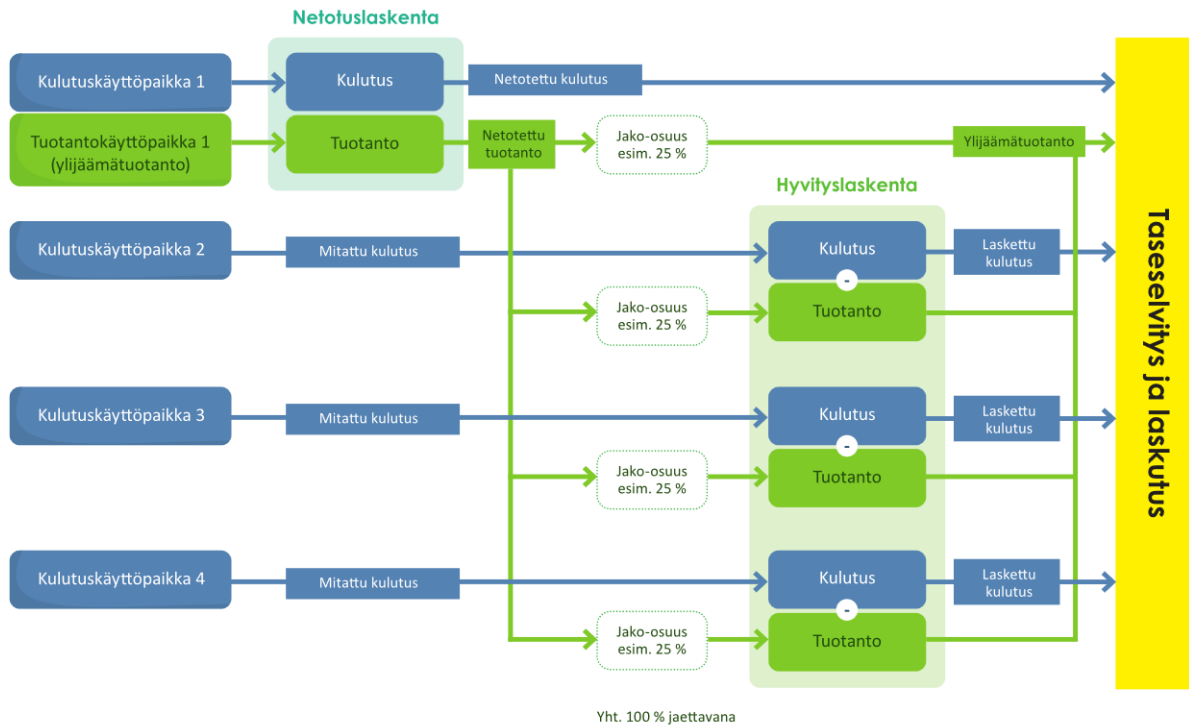 Netotuslaskenta
Kulutuskäyttöpaikka 1
Kulutus
Netotettu kulutus
Tuotantokäyttöpaikka 1
(ylijäämätuotanto)
Tuotanto
Netotettu
tuotanto
Jako-osuus
esim. 25 %
Ylijäämätuotanto
Hyvityslaskenta
Kulutuskäyttöpaikka 2
Mitattu kulutus
Kulutus
Laskettu
kulutus
-
Jako-osuus
esim. 25 %
Tuotanto
Kulutuskäyttöpaikka 3
Mitattu kulutus
Kulutus
Laskettu
kulutus
-
Jako-osuus
esim. 25 %
Tuotanto
Kulutuskäyttöpaikka 4
Mitattu kulutus
Kulutus
Laskettu
kulutus
-
Jako-osuus
esim. 25 %
Tuotanto
Yht. 100 % jaettavana
Taseselvitys ja laskutus